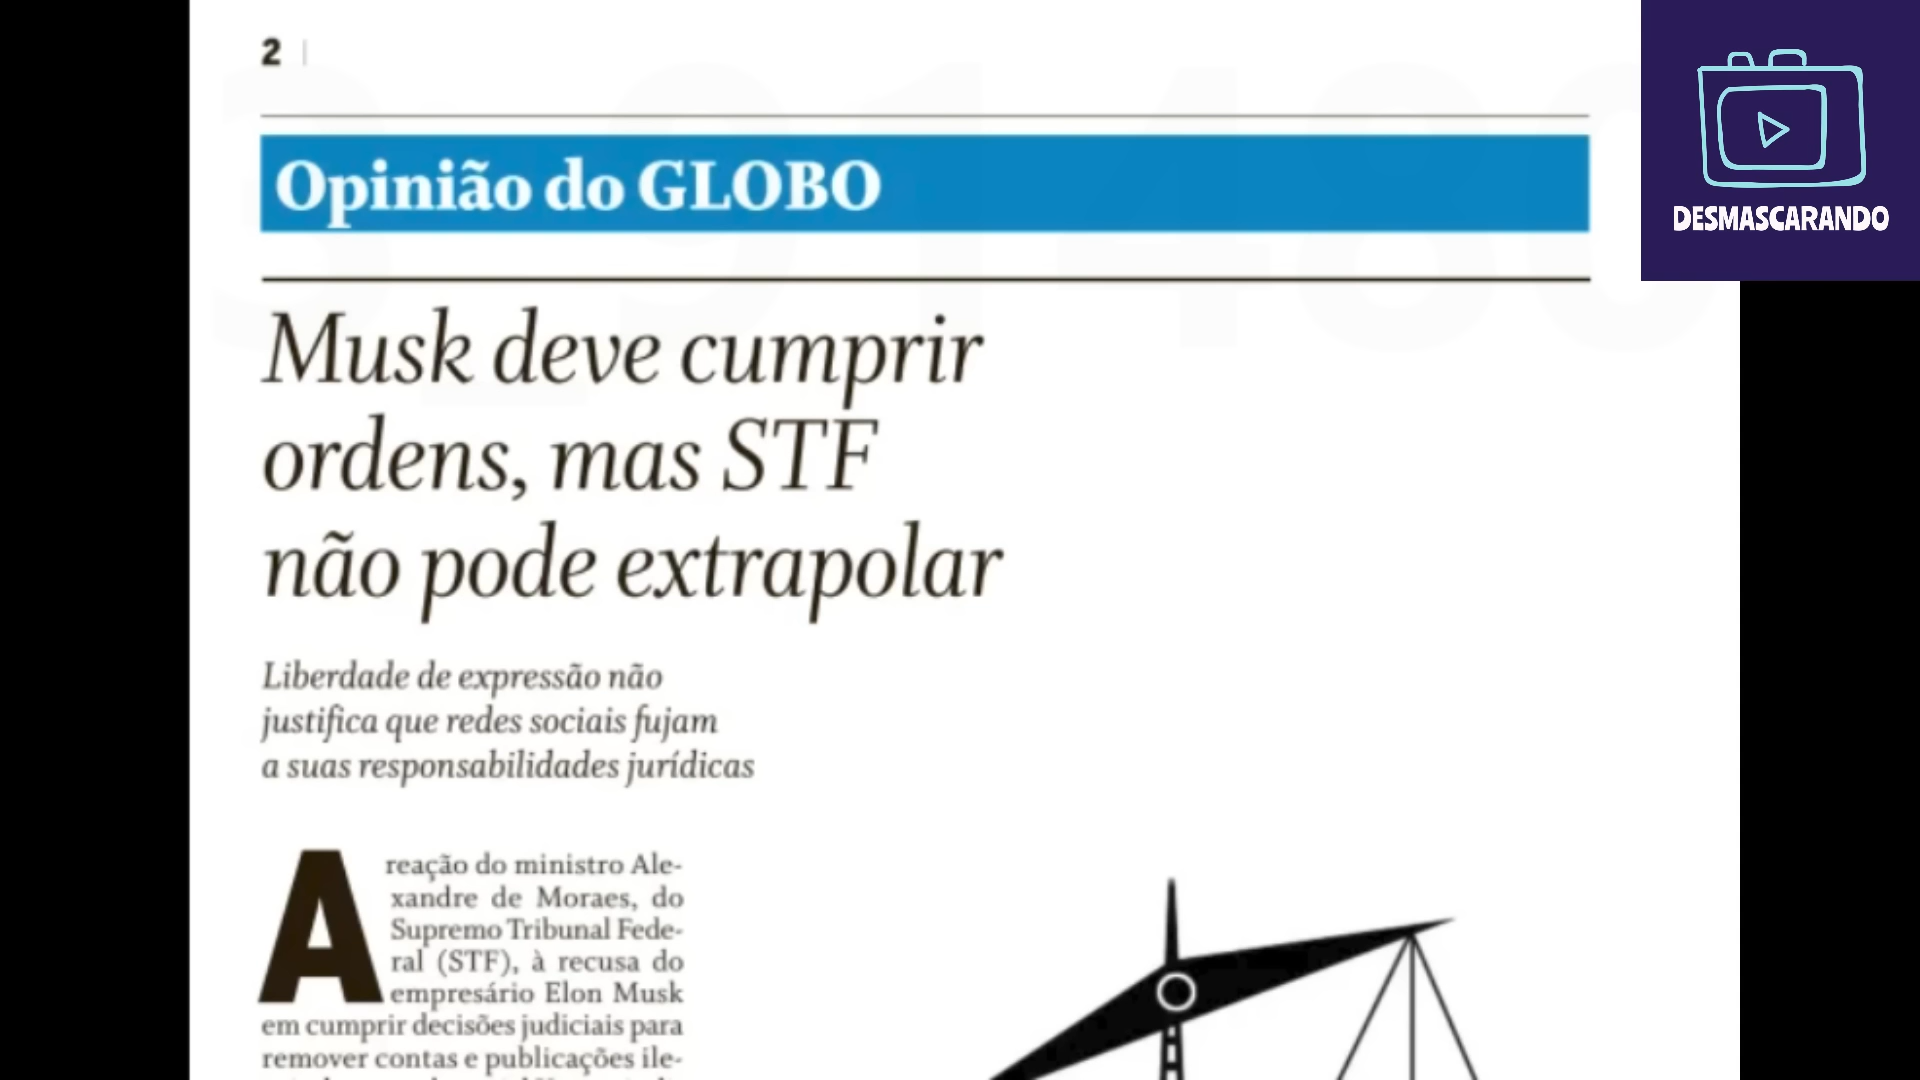 2
Opinião do GLOBO
DESMASCARANDO
Musk deve cumprir
ordens, mas STF
não pode extrapolar
Liberdade de expressão não
justifica que redes sociais fujam
a suas responsabilidades jurídicas
A reação do ministro Ale-
xandre de Moraes, do
Supremo Tribunal Fede-
ral (STF), à recusa do
empresário Elon Musk
em cumprir decisões judiciais para
remover contas e publicações ile-